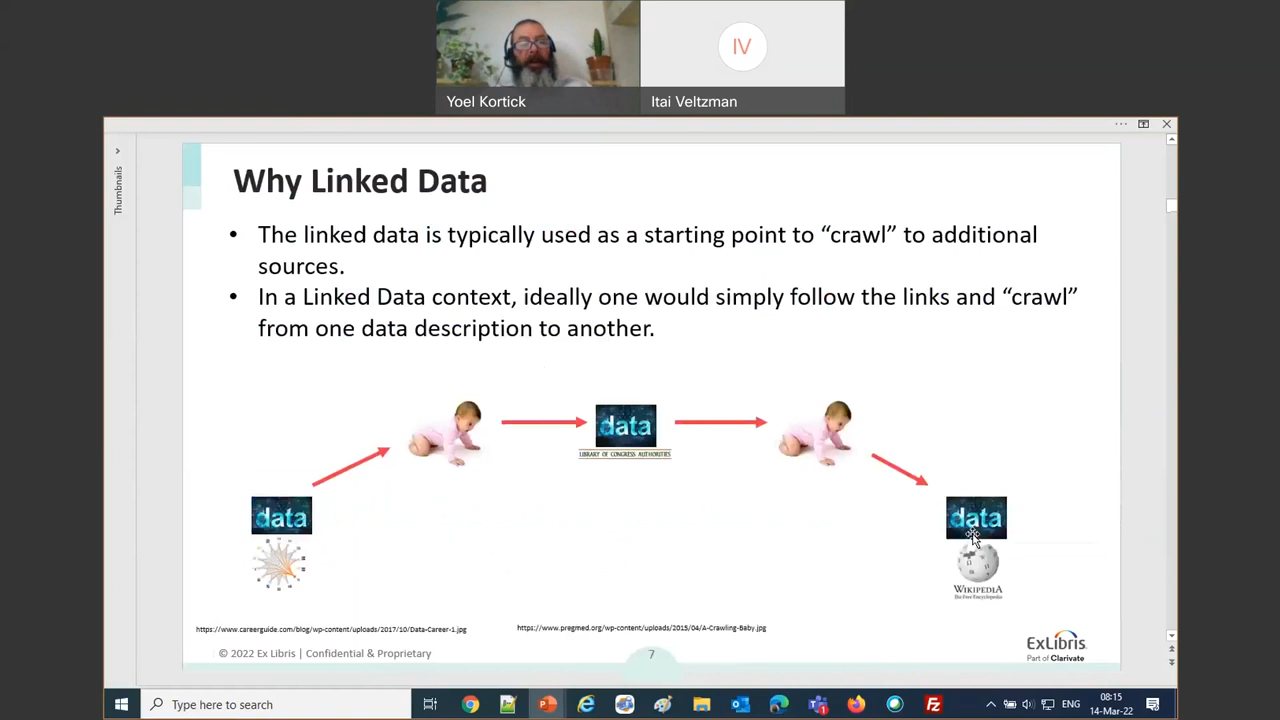 IV
Yoel Kortick
Itai Veltzman
Thumbnails
Why Linked Data
• The linked data is typically used as a starting point to “crawl” to additional
sources.
• In a Linked Data context, ideally one would simply follow the links and “crawl”
from one data description to another.
data
LIBRARY OF CONGRESS AUTHORITIES
data
data
WIKIPEDIA
The Free Encyclopedia
https://www.careerguide.com/blog/wp-content/uploads/2017/10/Data-Career-1.jpg
https://www.pregmed.org/wp-content/uploads/2015/04/A-Crawling-Baby.jpg
© 2022 Ex Libris | Confidential & Proprietary
7
ExLibris
Part of Clarivate
Type here to search
ENG
08:15
14-Mar-22